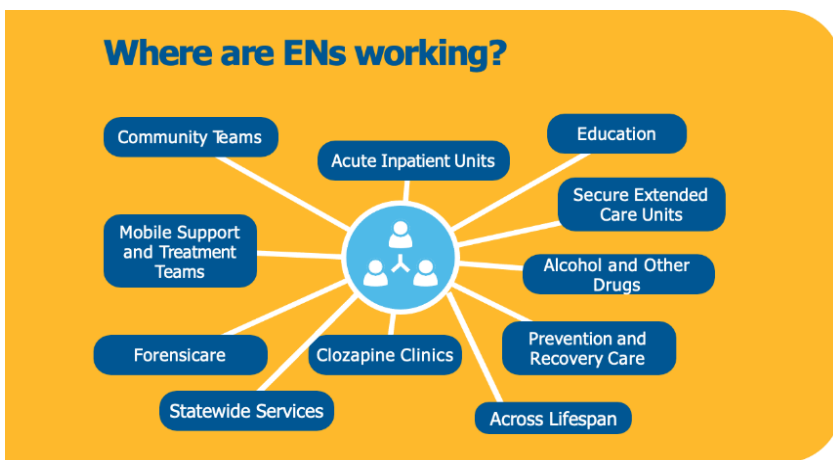 Where are ENs working?
Community Teams
Acute Inpatient Units
Education
Secure Extended
Care Units
Mobile Support
and Treatment
Teams
Alcohol and Other
Drugs
Forensicare
Clozapine Clinics
Prevention and
Recovery Care
Statewide Services
Across Lifespan